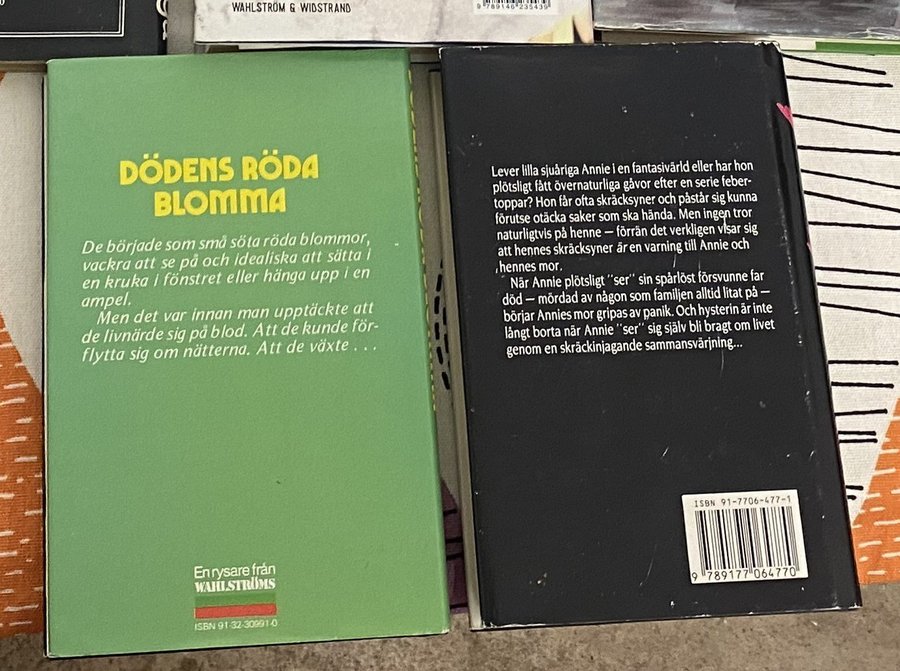 WAHLSTRÖM & WIDSTRAND
9 789146 235439
DÖDENS RÖDA
BLOMMA
De började som små söta röda blommor,
vackra att se på och idealiska att sätta i
en kruka i fönstret eller hänga upp i en
ampel.
Men det var innan man upptäckte att
de livnärde sig på blod. Att de kunde för-
flytta sig om nätterna. Att de växte . . .
En rysare från
WAHLSTRÖMS
ISBN 91-32-30991-0
Lever lilla sjuåriga Annie i en fantasivärld eller har hon
plötsligt fått övernaturliga gåvor efter en serie feber-
toppar? Hon får ofta skräcksyner och påstår sig kunna
förutse otäcka saker som ska hända. Men ingen tror
naturligtvis på henne – förrän det verkligen visar sig
att hennes skräcksyner är en varning till Annie och
hennes mor.
När Annie plötsligt "ser" sin spårlöst försvunne far
död – mördad av någon som familjen alltid litat på –
börjar Annies mor gripas av panik. Och hysterin är inte
långt borta när Annie "ser" sig själv bli bragt om livet
genom en skräckinjagande sammansvärjning...
ISBN 91-7706-477-1
9 789177 064770